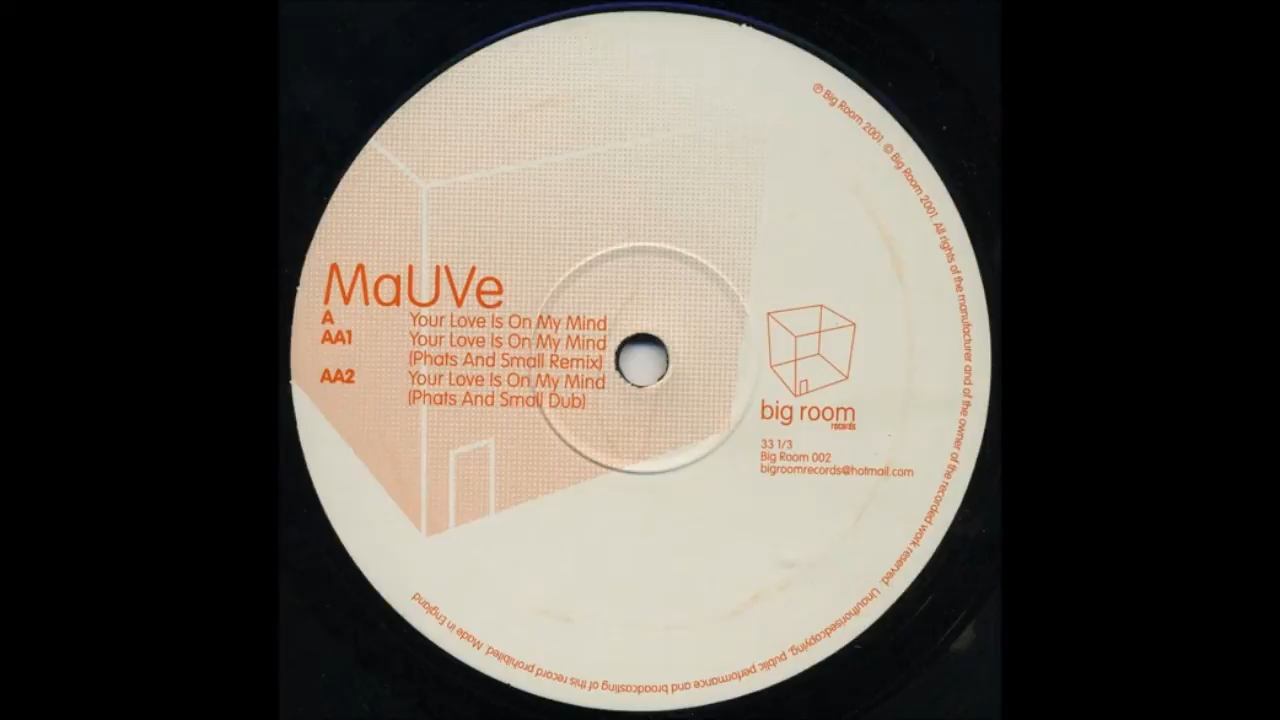 MaUVe
A Your Love Is On My Mind
AA1 Your Love Is On My Mind
(Phats And Small Remix)
AA2 Your Love Is On My Mind
(Phats And Small Dub)
big room
records
33 1/3
Big Room 002
bigroomrecords@hotmail.com
℗ Big Room 2001. © Big Room 2001. All rights of the manufacturer and of the owner of the recorded work reserved. Unauthorisedcopying, public performance and broadcasting of this record prohibited. Made in England